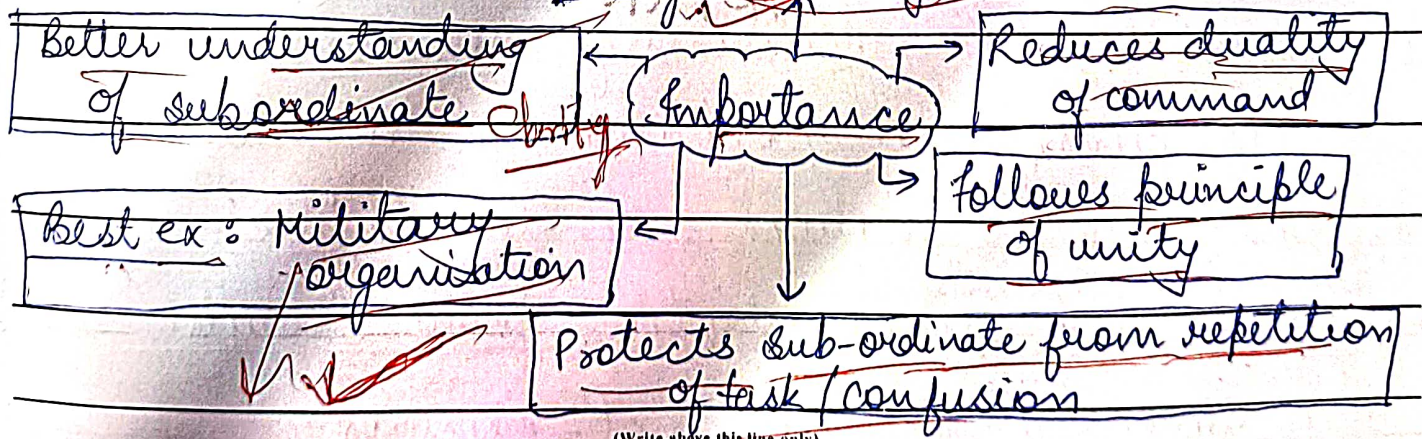 Better understanding
of subordinate
Clarity
Importance
Reduces duality
of command
Follows principle
of unity
Best ex: Military
organisation
Protects sub-ordinate from repetition
of task/confusion
(Write above this line only)